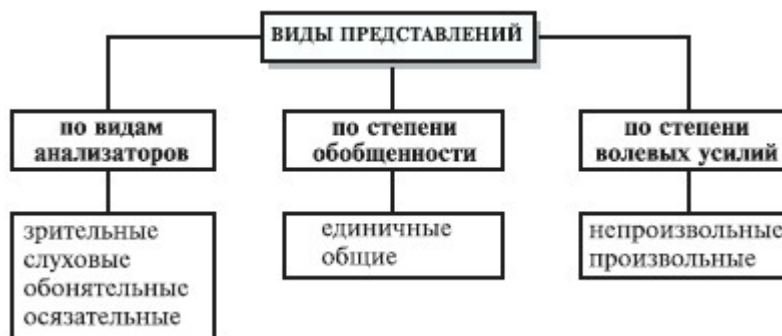 ВИДЫ ПРЕДСТАВЛЕНИЙ
по видам
анализаторов
зрительные
слуховые
обонятельные
осязательные
по степени
обобщенности
единичные
общие
по степени
волевых усилий
непроизвольные
произвольные